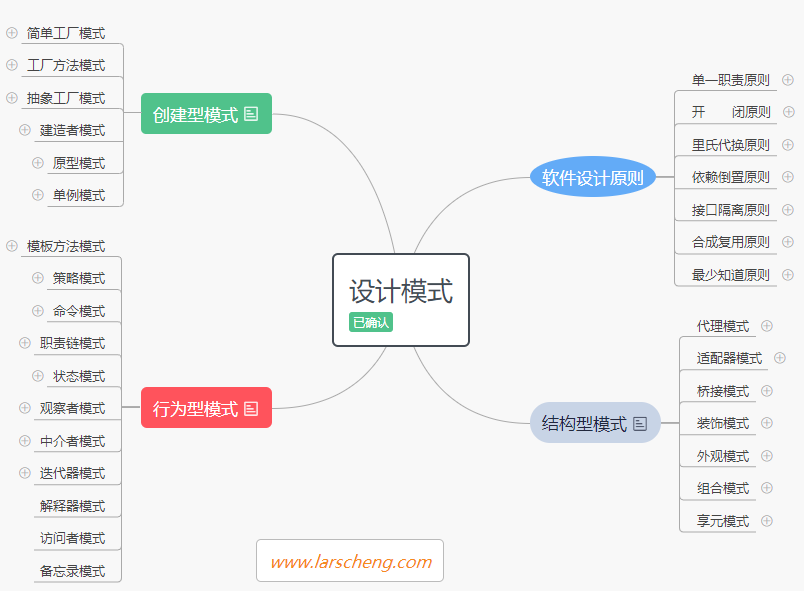 简单工厂模式
工厂方法模式
抽象工厂模式
建造者模式
原型模式
单例模式
创建型模式
模板方法模式
策略模式
命令模式
职责链模式
状态模式
观察者模式
中介者模式
迭代器模式
解释器模式
访问者模式
备忘录模式
行为型模式
设计模式
已确认
软件设计原则
单一职责原则
开 闭原则
里氏代换原则
依赖倒置原则
接口隔离原则
合成复用原则
最少知道原则
结构型模式
代理模式
适配器模式
桥接模式
装饰模式
外观模式
组合模式
享元模式
www.larscheng.com